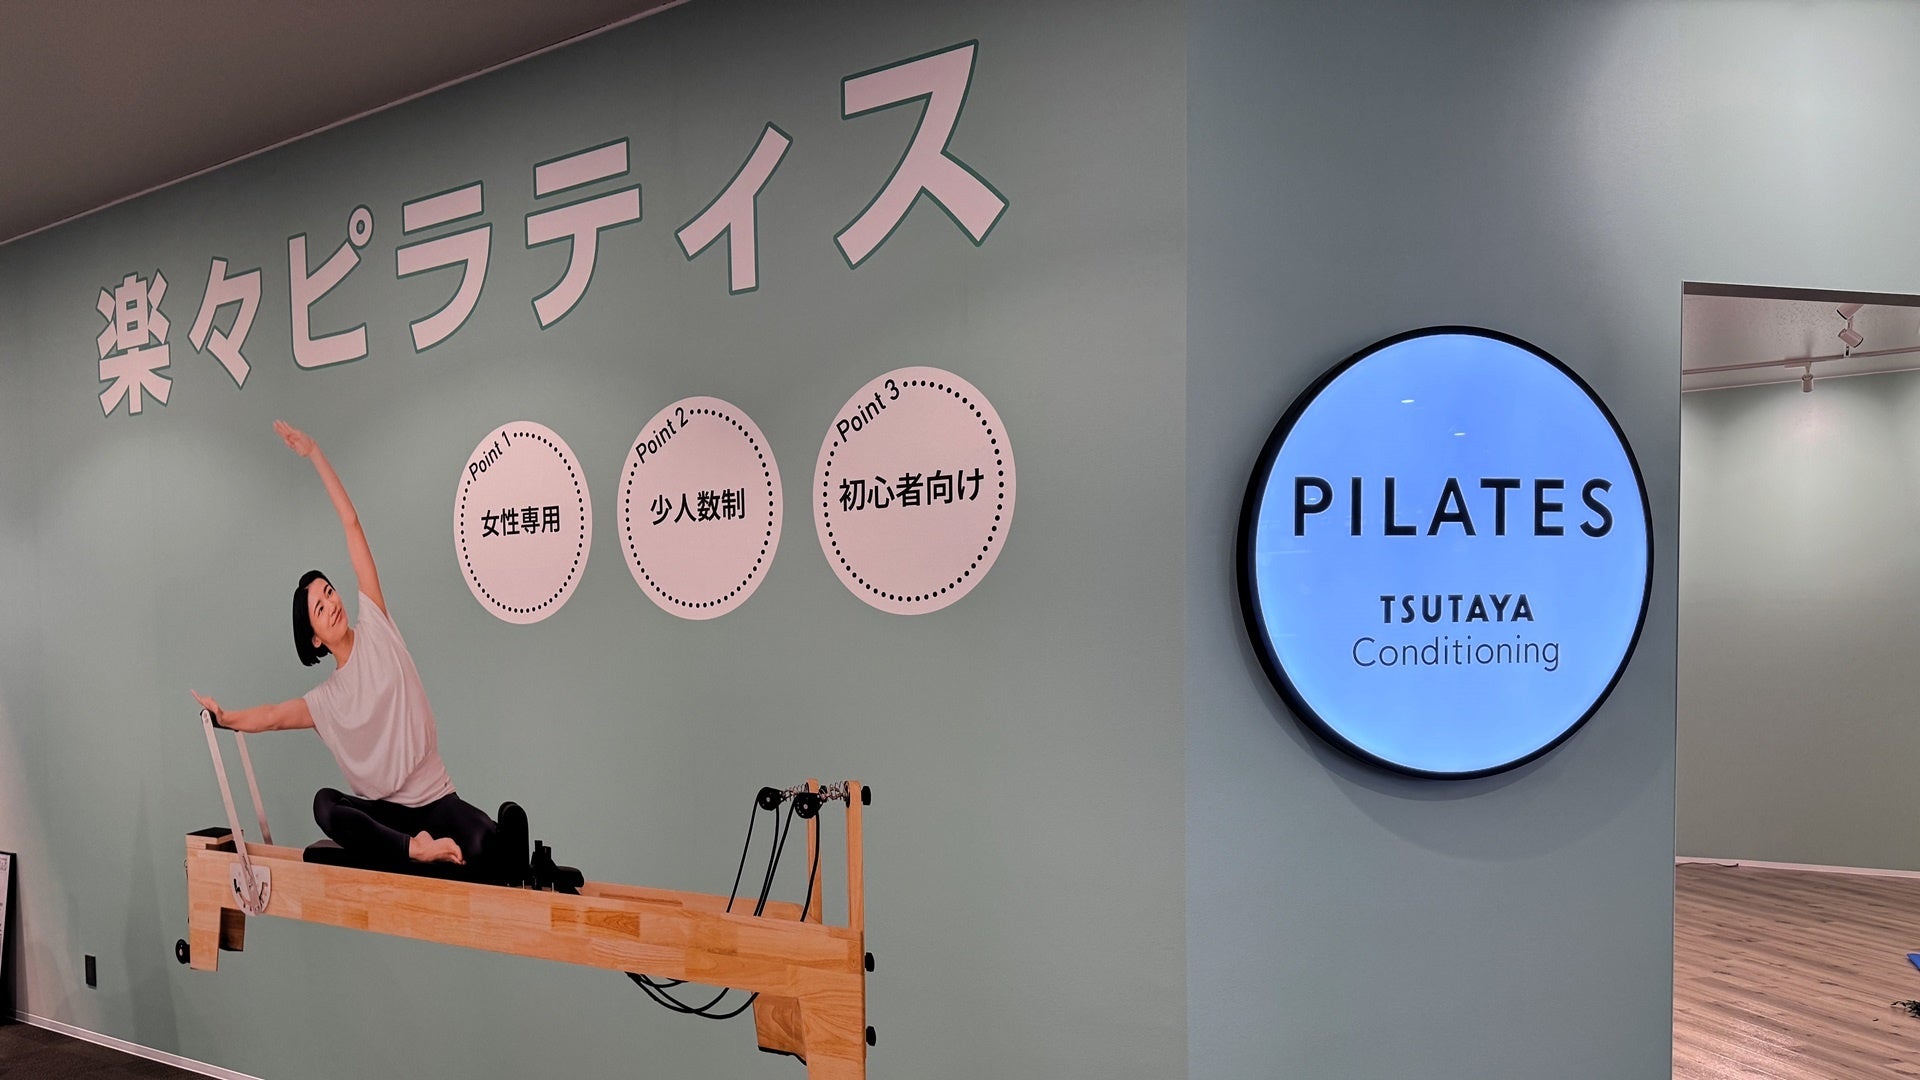 楽々ピラティス
Point 1
女性専用
Point 2
少人数制
Point 3
初心者向け
PILATES
TSUTAYA
Conditioning